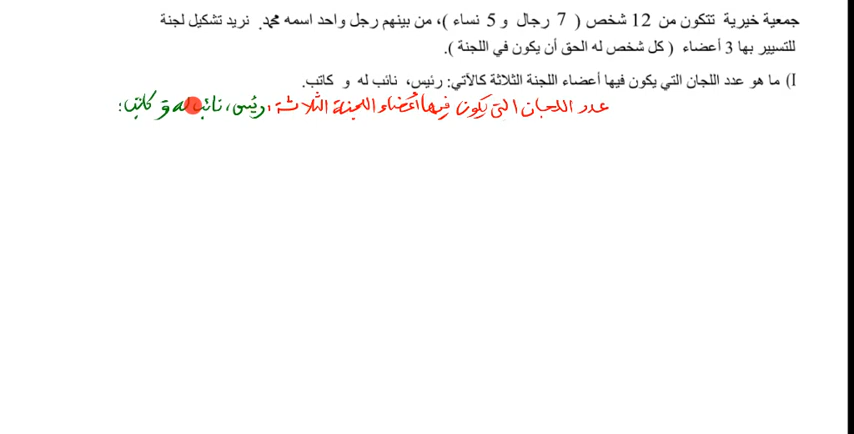 جمعية خيرية تتكون من 12 شخص ( 7 رجال و 5 نساء )، من بينهم رجل واحد اسمه محمد. نريد تشكيل لجنة
للتسيير بها 3 أعضاء ( كل شخص له الحق أن يكون في اللجنة ).
I) ما هو عدد اللجان التي يكون فيها أعضاء اللجنة الثلاثة كالآتي: رئيس، نائب له و كاتب.
عدد اللجان التي يكون فيها أعضاء اللجنة الثلاثة: رئيس، نائب له و كاتب: